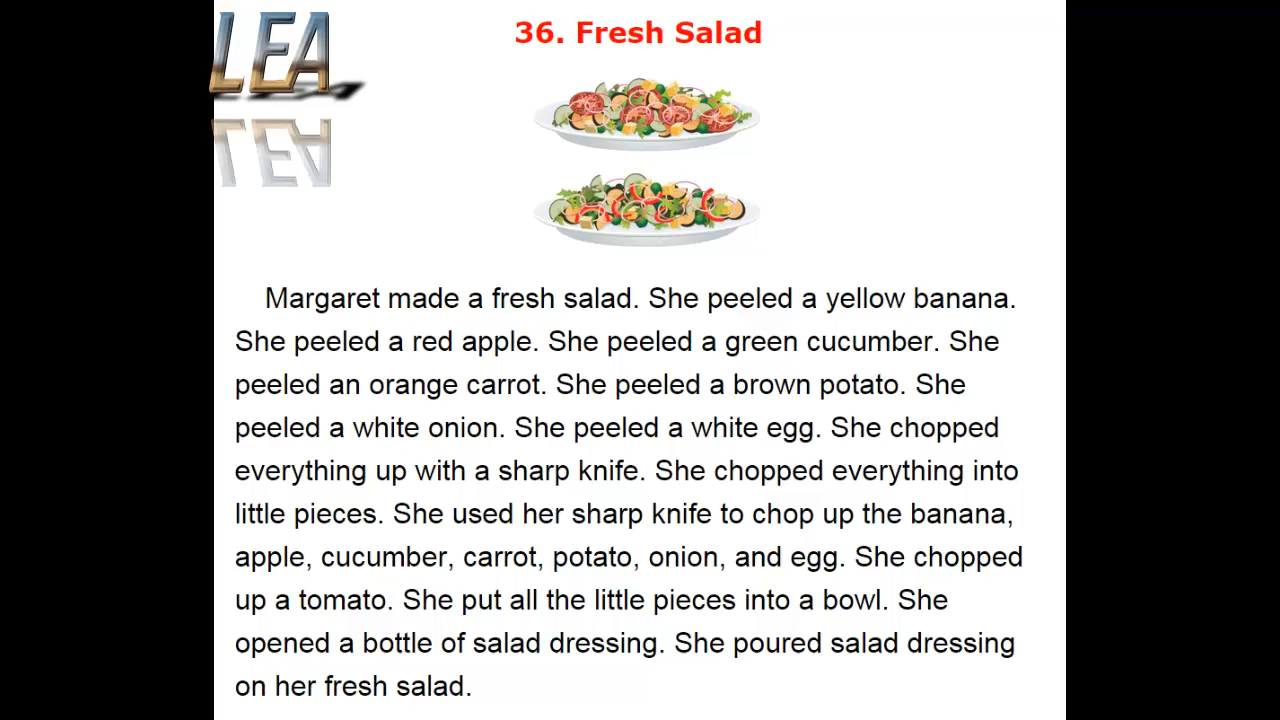 LEA
36. Fresh Salad
Margaret made a fresh salad. She peeled a yellow banana.
She peeled a red apple. She peeled a green cucumber. She
peeled an orange carrot. She peeled a brown potato. She
peeled a white onion. She peeled a white egg. She chopped
everything up with a sharp knife. She chopped everything into
little pieces. She used her sharp knife to chop up the banana,
apple, cucumber, carrot, potato, onion, and egg. She chopped
up a tomato. She put all the little pieces into a bowl. She
opened a bottle of salad dressing. She poured salad dressing
on her fresh salad.